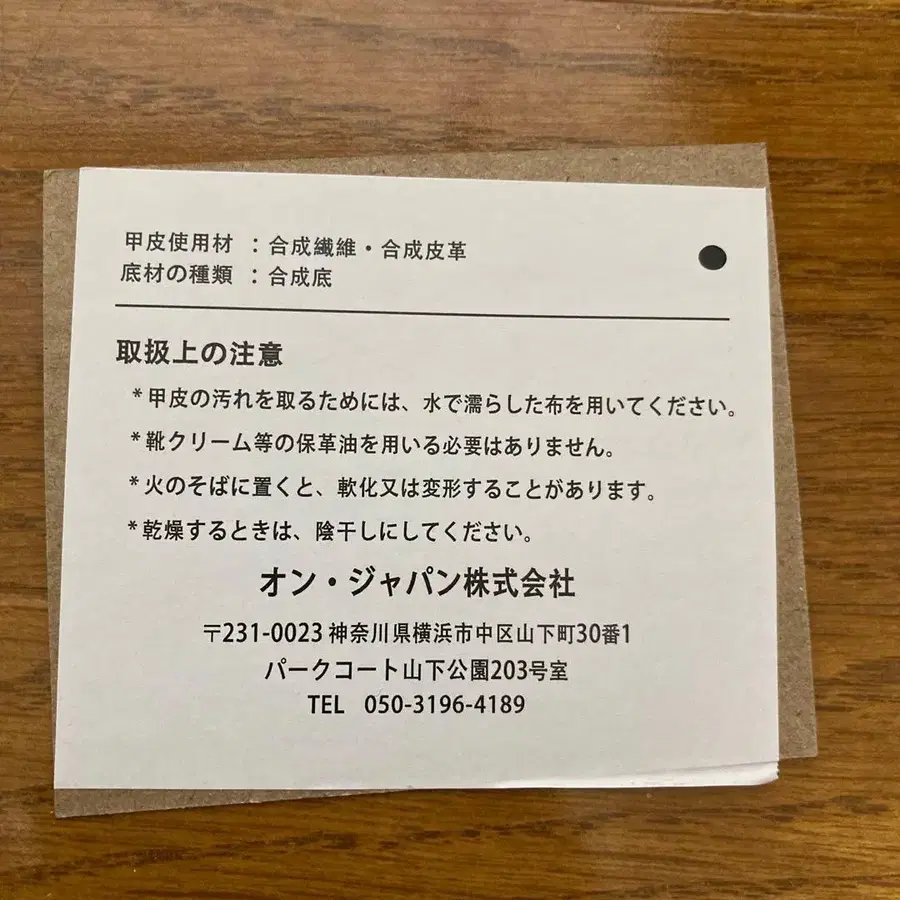 甲皮使用材 ：合成繊維・合成皮革
底材の種類 ：合成底
取扱上の注意
*甲皮の汚れを取るためには、水で濡らした布を用いてください。
*靴クリーム等の保革油を用いる必要はありません。
*火のそばに置くと、軟化又は変形することがあります。
*乾燥するときは、陰干しにしてください。
オン・ジャパン株式会社
〒231-0023 神奈川県横浜市中区山下町30番1
パークコート山下公園203号室
TEL 050-3196-4189